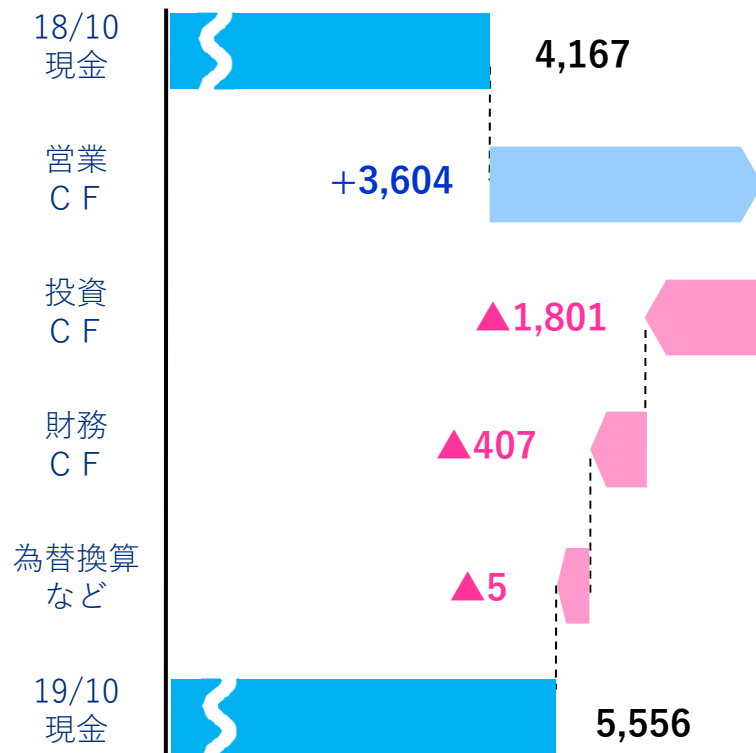 18/10
現金
4,167
営業
ＣＦ
+3,604
投資
ＣＦ
▲1,801
財務
ＣＦ
▲407
為替換算
など
▲5
19/10
現金
5,556